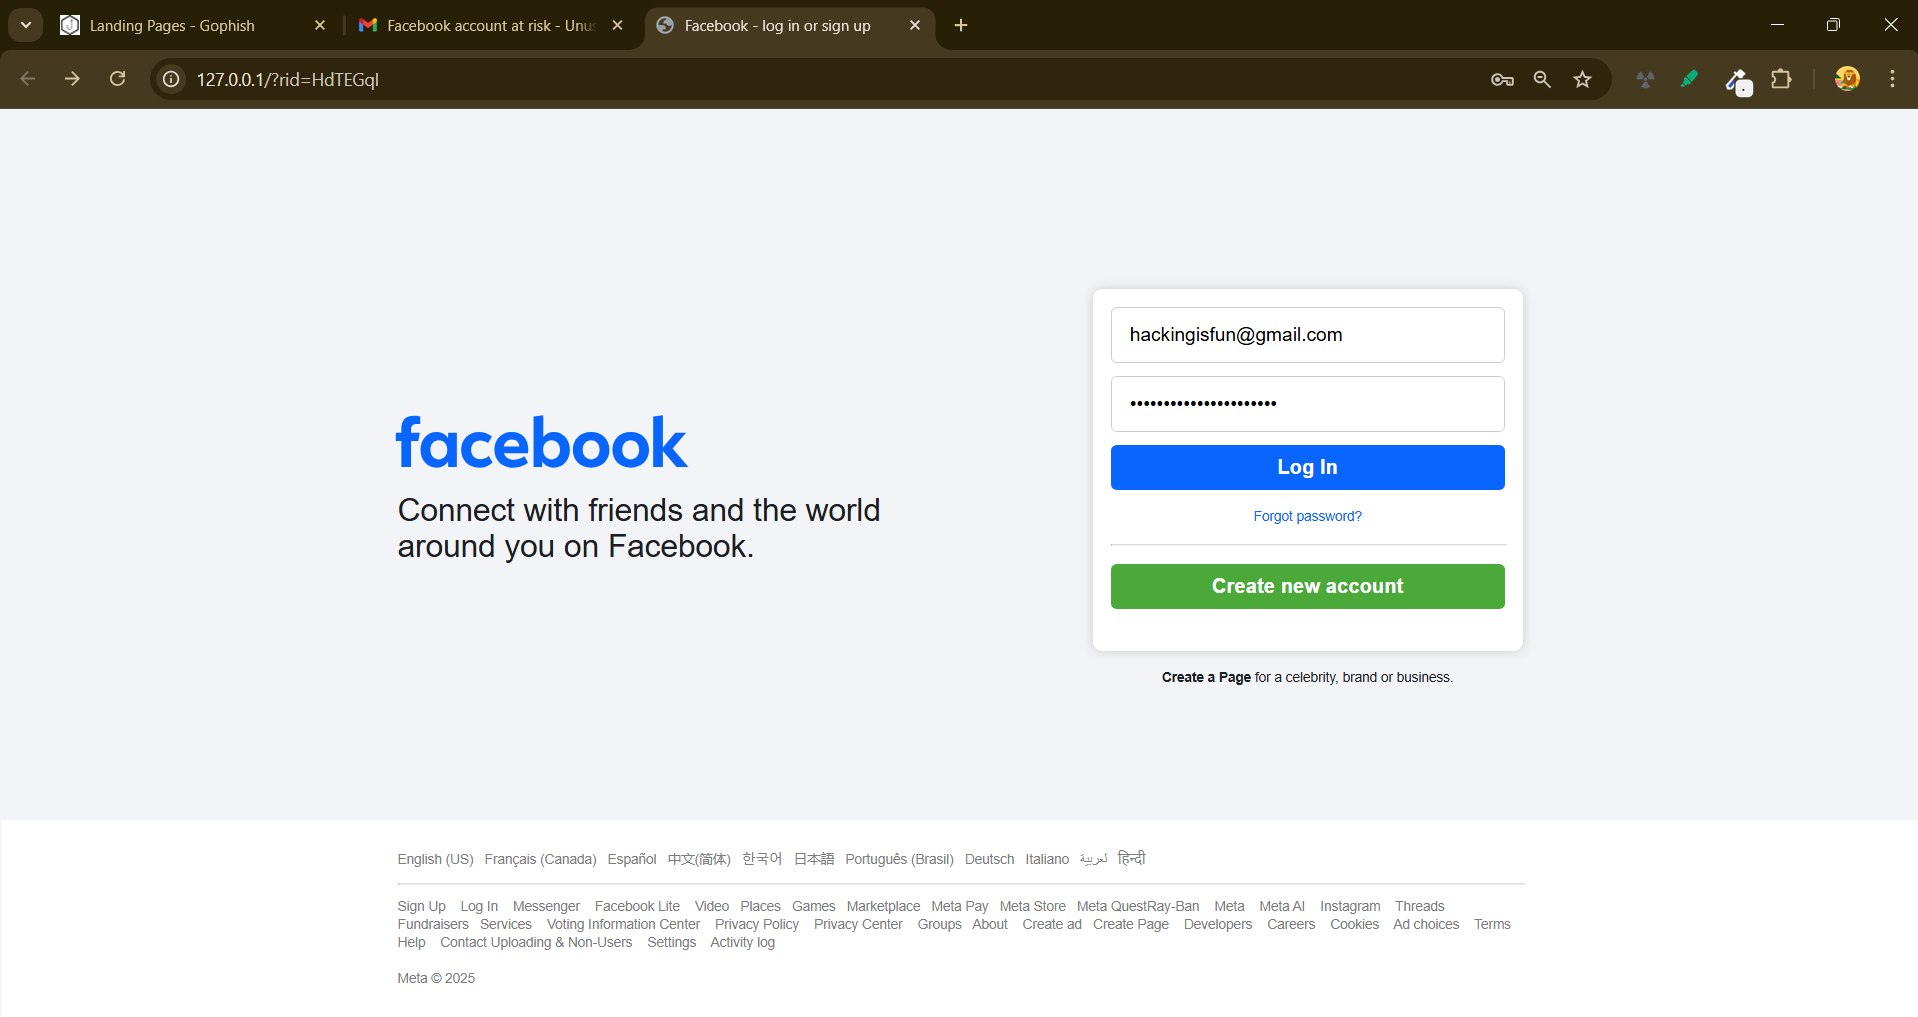 Landing Pages - Gophish
Facebook account at risk - Unus
Facebook - log in or sign up
127.0.0.1/?rid=HdTEGqI
facebook
Connect with friends and the world
around you on Facebook.
hackingisfun@gmail.com
••••••••••••••••••••••
Log In
Forgot password?
Create new account
Create a Page for a celebrity, brand or business.
English (US) Français (Canada) Español 中文(简体) 한국어 日本語 Português (Brasil) Deutsch Italiano لعربية हिन्दी
Sign Up Log In Messenger Facebook Lite Video Places Games Marketplace Meta Pay Meta Store Meta QuestRay-Ban Meta Meta AI Instagram Threads
Fundraisers Services Voting Information Center Privacy Policy Privacy Center Groups About Create ad Create Page Developers Careers Cookies Ad choices Terms
Help Contact Uploading & Non-Users Settings Activity log
Meta © 2025